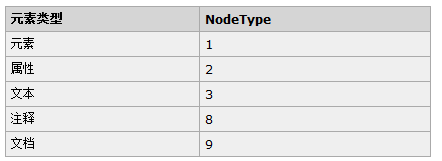 元素类型 NodeType
元素 1
属性 2
文本 3
注释 8
文档 9